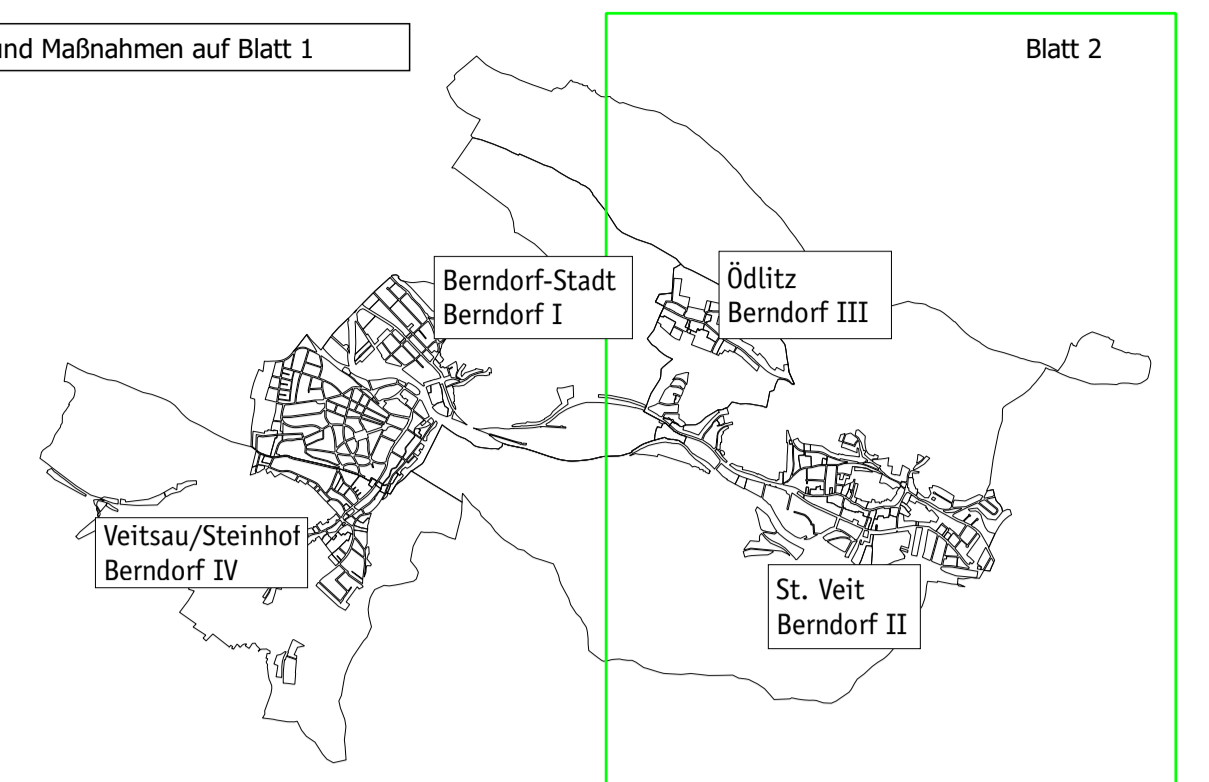 und Maßnahmen auf Blatt 1
Blatt 2
Berndorf-Stadt
Berndorf I
Ödlitz
Berndorf III
Veitsau/Steinhof
Berndorf IV
St. Veit
Berndorf II